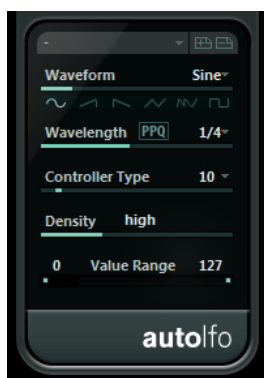 -
Waveform Sine
Wavelength PPQ 1/4
Controller Type 10
Density high
0 Value Range 127
autolfo